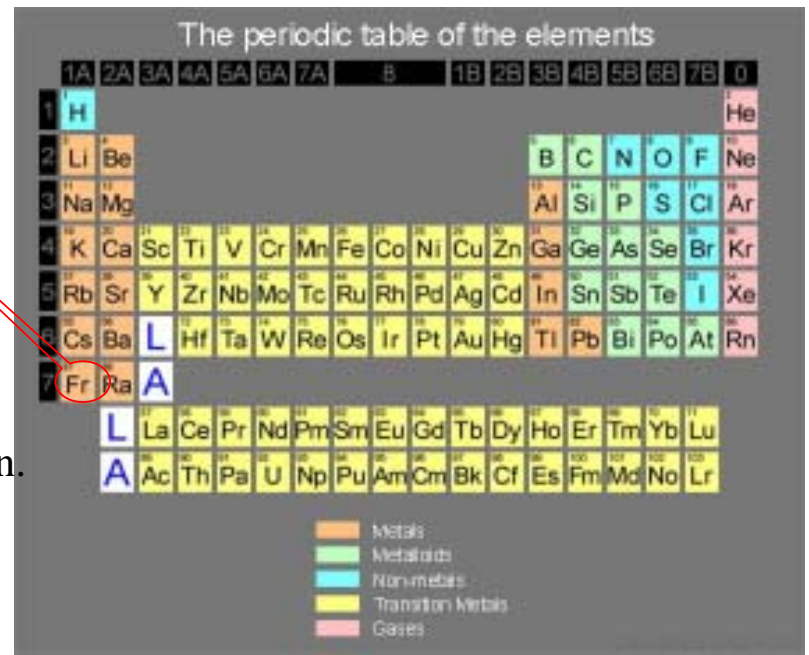 The periodic table of the elements
1A 2A 3A 4A 5A 6A 7A 8 1B 2B 3B 4B 5B 6B 7B 0
1 H He
2 Li Be B C N O F Ne
3 Na Mg Al Si P S Cl Ar
4 K Ca Sc Ti V Cr Mn Fe Co Ni Cu Zn Ga Ge As Se Br Kr
5 Rb Sr Y Zr Nb Mo Tc Ru Rh Pd Ag Cd In Sn Sb Te I Xe
6 Cs Ba L Hf Ta W Re Os Ir Pt Au Hg Tl Pb Bi Po At Rn
7 Fr Ra A
L La Ce Pr Nd Pm Sm Eu Gd Tb Dy Ho Er Tm Yb Lu
n.
A Ac Th Pa U Np Pu Am Cm Bk Cf Es Fm Md No Lr
Metals
Metalloids
Non-metals
Transition Metals
Gases